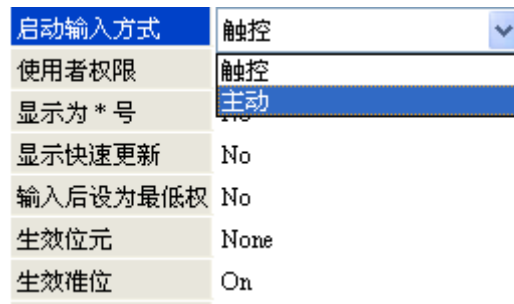 启动输入方式 触控
使用者权限 触控
主动
显示为 * 号 No
显示快速更新 No
输入后设为最低权 No
生效位元 None
生效准位 On